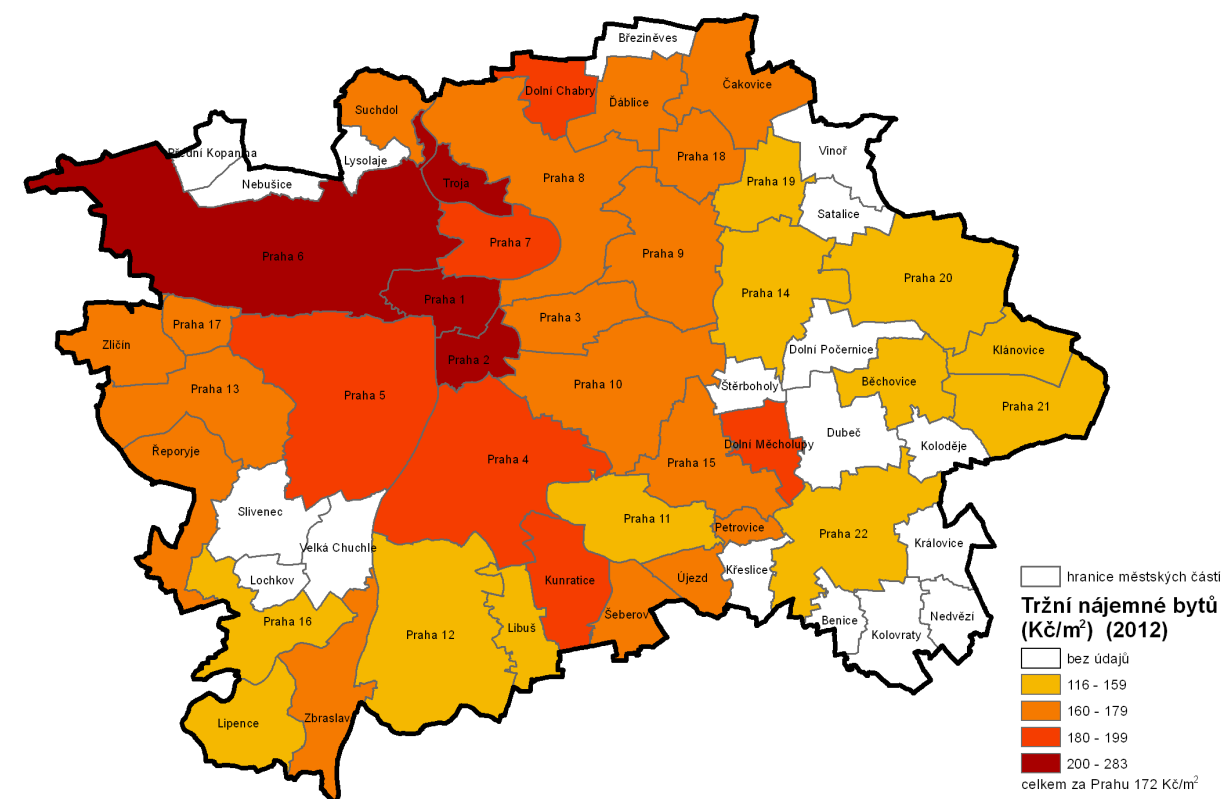 Březiněves
Dolní Chabry
Čakovice
Ďáblice
Suchdol
Přední Kopanina
Lysolaje
Nebušice
Vinoř
Praha 18
Praha 8
Praha 19
Troja
Satalice
Praha 7
Praha 6
Praha 9
Praha 20
Praha 14
Praha 1
Praha 3
Praha 17
Zličín
Dolní Počernice
Klánovice
Praha 2
Praha 13
Praha 5
Praha 10
Štěrboholy
Běchovice
Praha 21
Dubeč
Řeporyje
Praha 4
Praha 15
Dolní Měcholupy
Koloděje
Slivenec
Praha 11
Petrovice
Praha 22
Velká Chuchle
Královice
Křeslice
Lochkov
Kunratice
Újezd
Praha 16
Praha 12
Libuš
Šeberov
Benice
Kolovraty
Nedvězí
Lipence
Zbraslav
hranice městských částí
Tržní nájemné bytů
(Kč/m²) (2012)
bez údajů
116 - 159
160 - 179
180 - 199
200 - 283
celkem za Prahu 172 Kč/m²